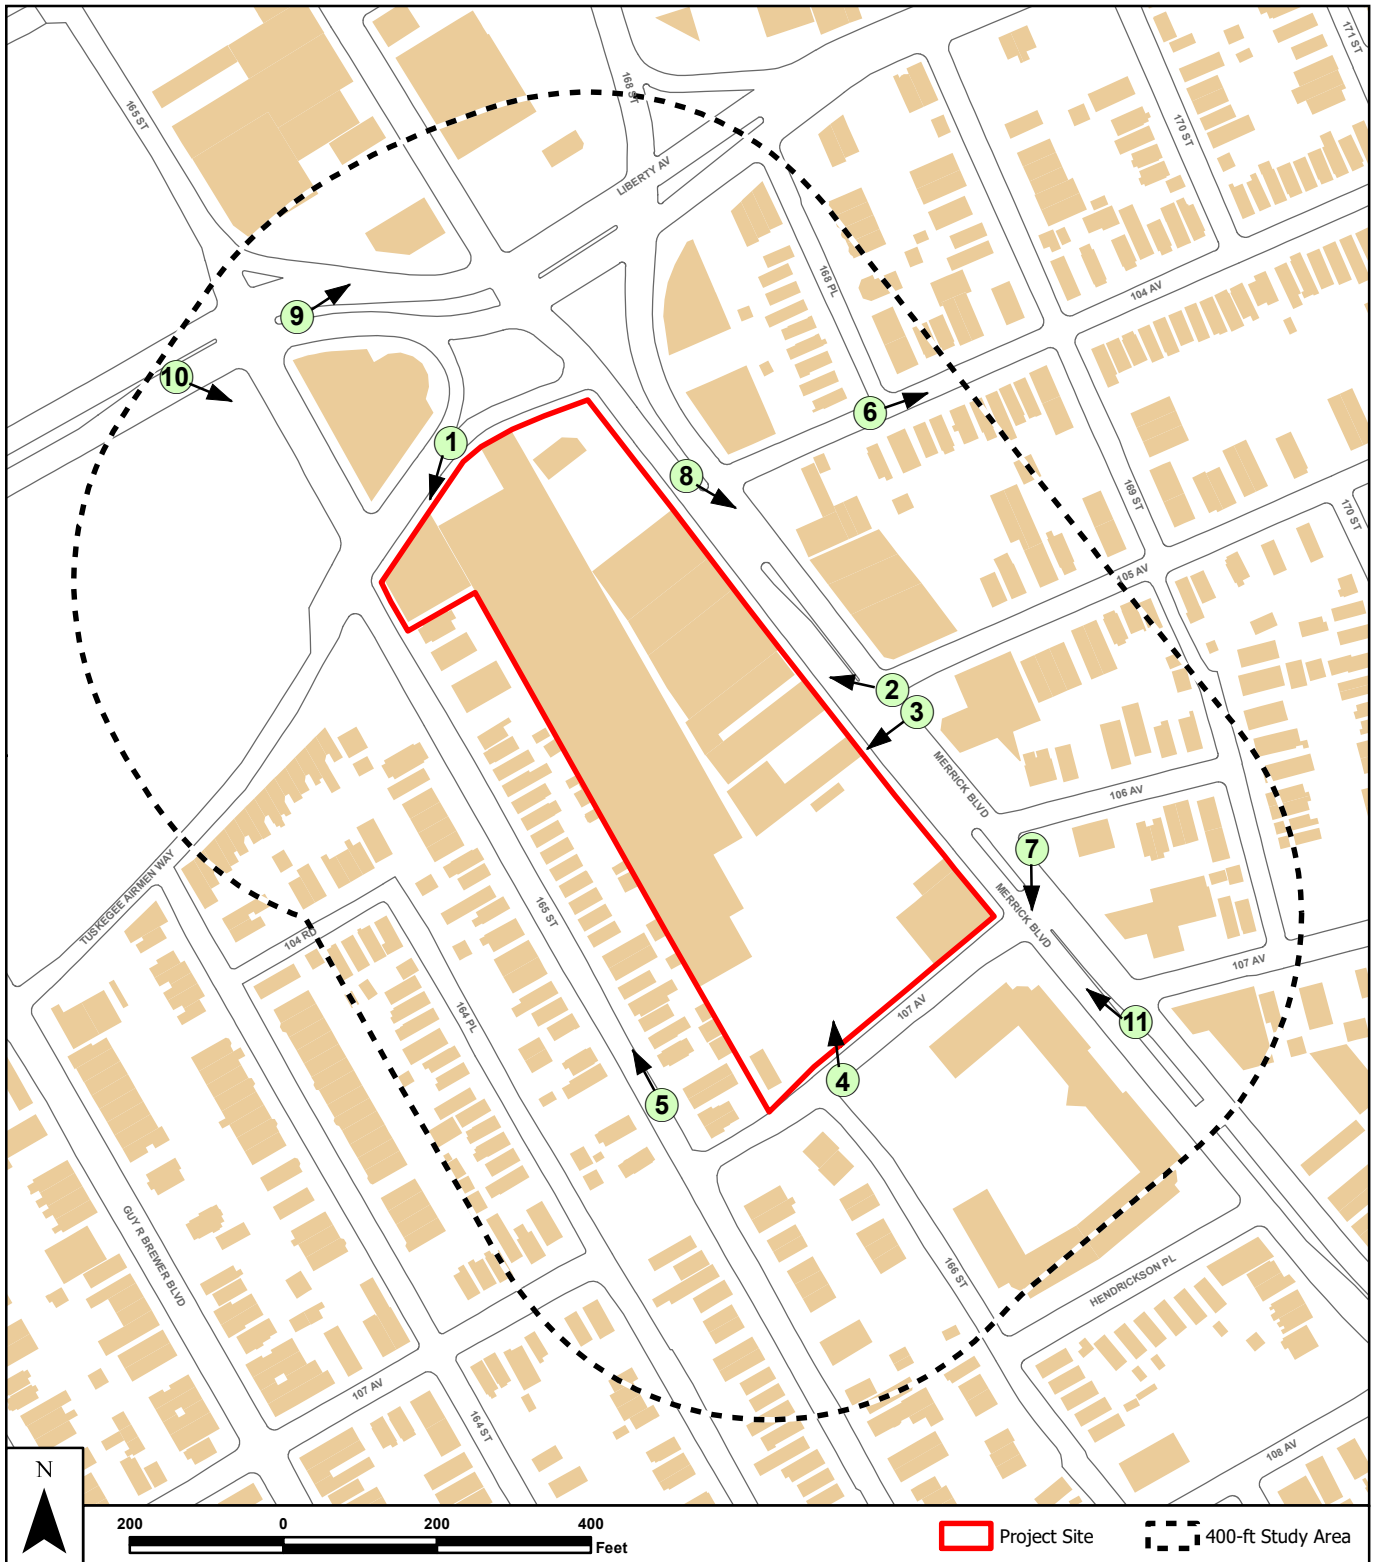 171 ST
165 ST
168 ST
170 ST
LIBERTY AV
168 PL
104 AV
9
10
6
1
8
169 ST
170 ST
105 AV
2
3
MERRICK BLVD
106 AV
7
TUSKEGEE AIRMEN WAY
165 ST
MERRICK BLVD
104 RD
107 AV
164 PL
107 AV
11
4
5
GUY R BREWER BLVD
166 ST
HENDRICKSON PL
107 AV
164 ST
108 AV
N
200 0 200 400
Feet
Project Site
400-ft Study Area